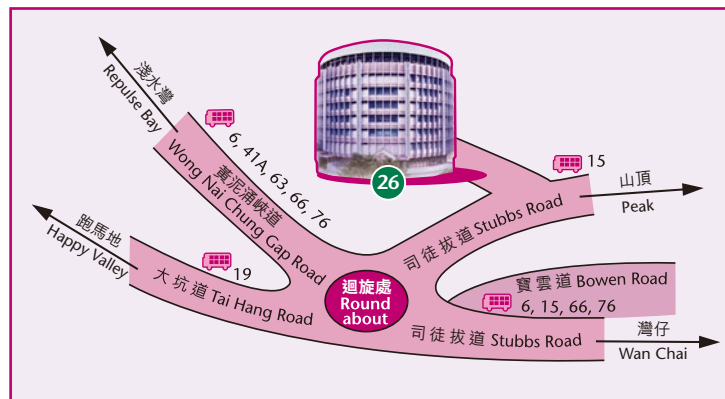 淺水灣
Repulse Bay
6, 41A, 63, 66, 76
黃泥涌峽道
Wong Nai Chung Gap Road
26
15
山頂
Peak
司徒拔道 Stubbs Road
跑馬地
Happy Valley
19
大坑道 Tai Hang Road
迴旋處
Round
about
寶雲道 Bowen Road
6, 15, 66, 76
司徒拔道 Stubbs Road
灣仔
Wan Chai